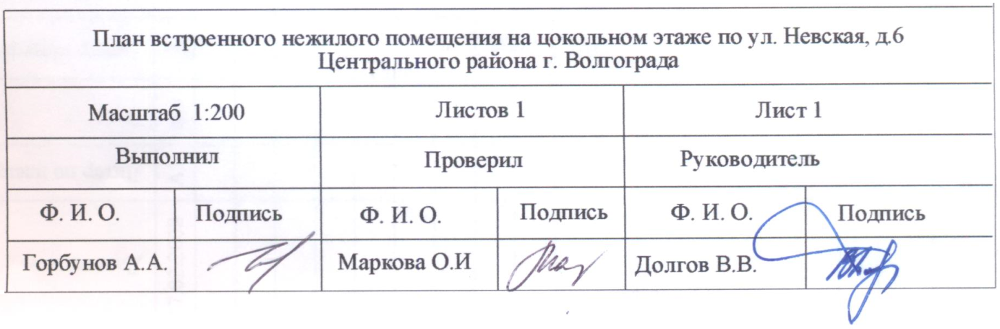 План встроенного нежилого помещения на цокольном этаже по ул. Невская, д.6
Центрального района г. Волгограда
Масштаб 1:200 Листов 1 Лист 1
Выполнил Проверил Руководитель
Ф. И. О. Подпись Ф. И. О. Подпись Ф. И. О. Подпись
Горбунов А.А. Маркова О.И Долгов В.В.